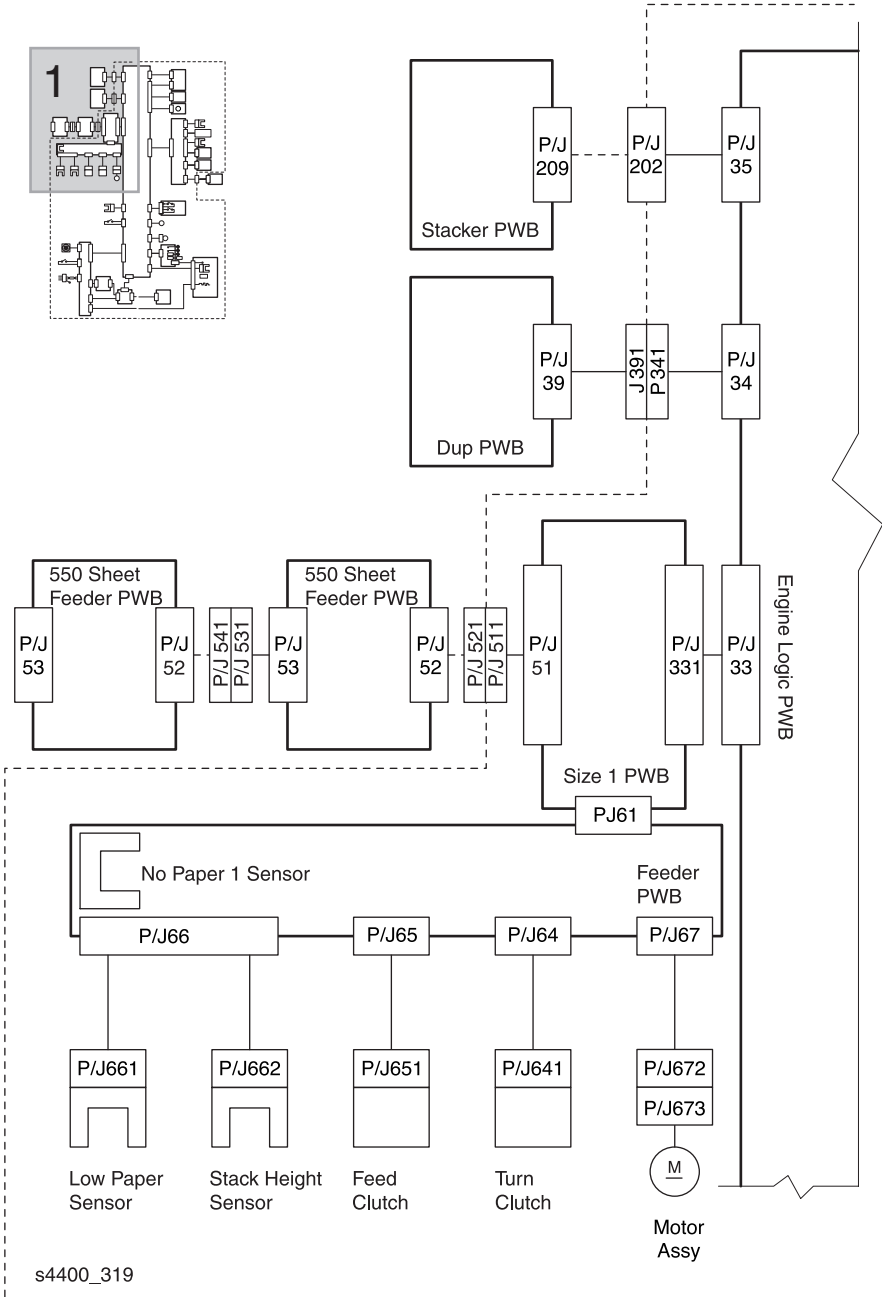 1
P/J
209
P/J
202
P/J
35
Stacker PWB
P/J
39
J391
P341
P/J
34
Dup PWB
550 Sheet
Feeder PWB
P/J
53
P/J
52
P/J 541
P/J 531
550 Sheet
Feeder PWB
P/J
53
P/J
52
P/J 521
P/J 511
P/J
51
P/J
331
P/J
33
Engine Logic PWB
Size 1 PWB
PJ61
No Paper 1 Sensor
Feeder
PWB
P/J66
P/J65
P/J64
P/J67
P/J661
P/J662
P/J651
P/J641
P/J672
P/J673
M
Low Paper
Sensor
Stack Height
Sensor
Feed
Clutch
Turn
Clutch
Motor
Assy
s4400_319